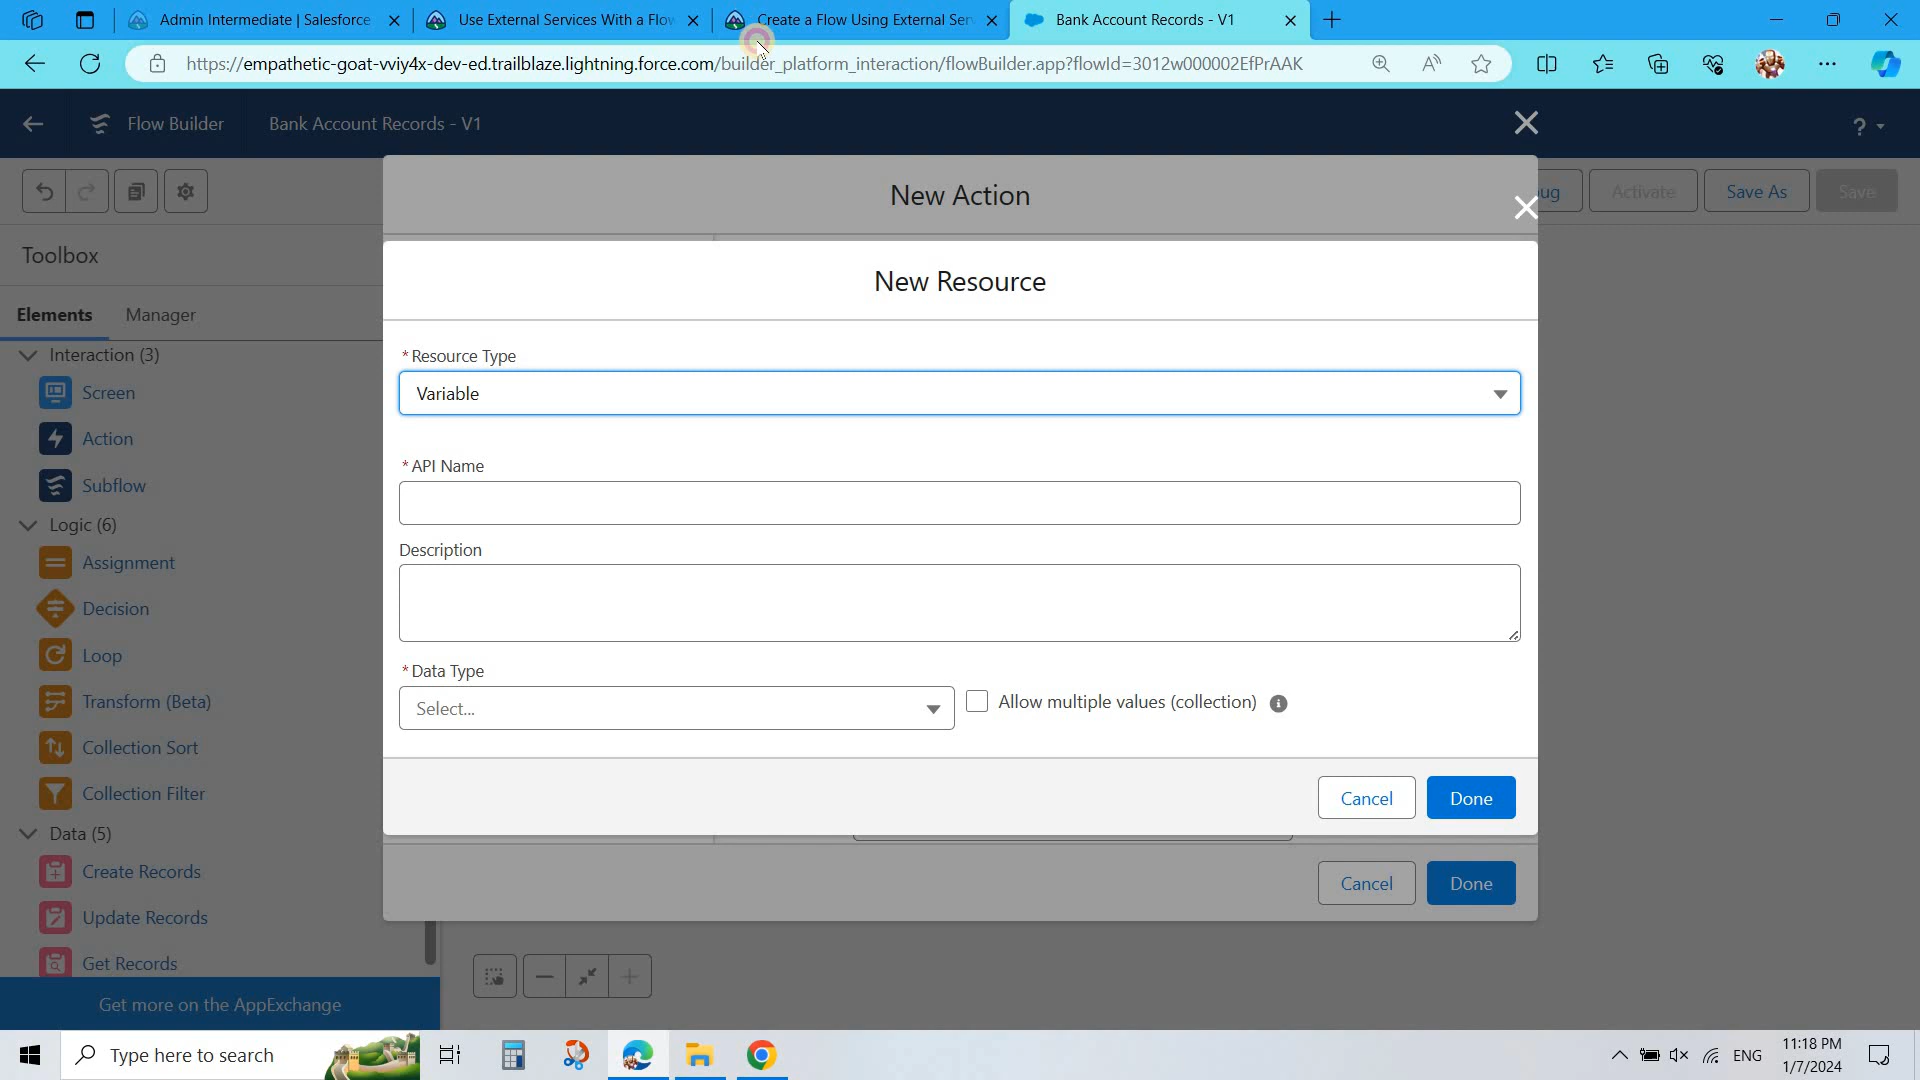 Admin Intermediate | Salesforce
Use External Services With a Flow
Create a Flow Using External Ser
Bank Account Records - V1
https://empathetic-goat-vviy4x-dev-ed.trailblaze.lightning.force.com/builder_platform_interaction/flowBuilder.app?flowId=3012w000002EfPrAAK
Flow Builder
Bank Account Records - V1
?
New Action
ug
Activate
Save As
Save
Toolbox
New Resource
Elements
Manager
Interaction (3)
Screen
Action
Subflow
Logic (6)
Assignment
Decision
Loop
Transform (Beta)
Collection Sort
Collection Filter
Data (5)
Create Records
Update Records
Get Records
Get more on the AppExchange
* Resource Type
Variable
* API Name
Description
* Data Type
Select...
Allow multiple values (collection)
Cancel
Done
Cancel
Done
Type here to search
ENG
11:18 PM
1/7/2024